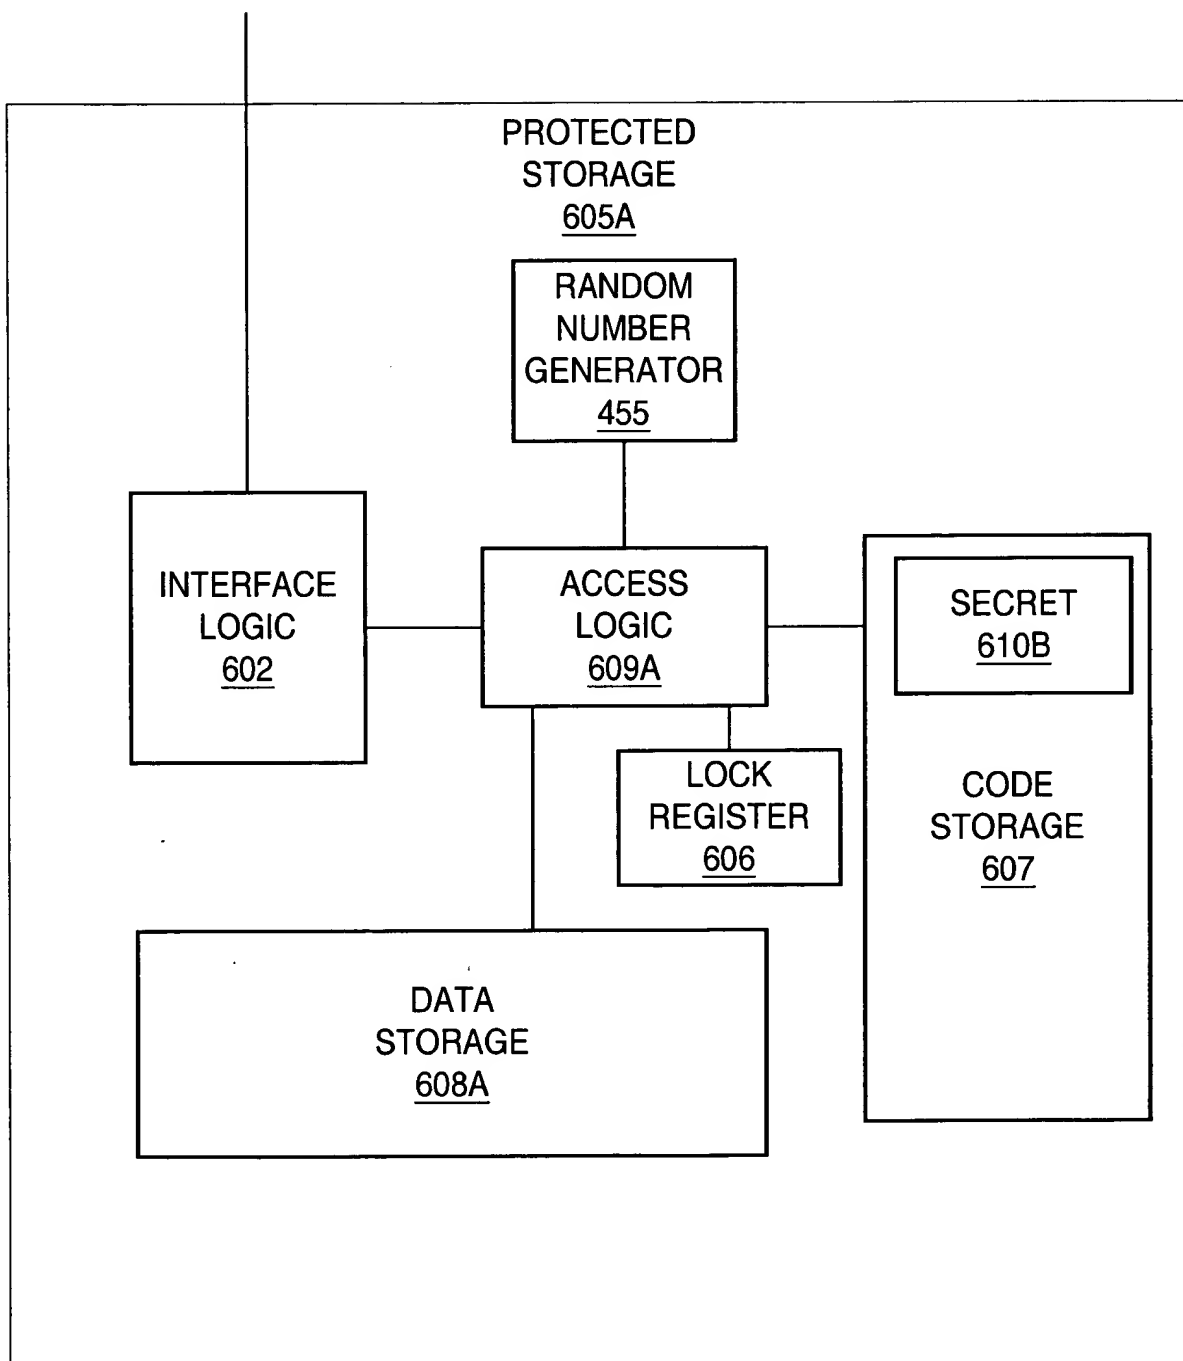 PROTECTED
STORAGE
605A
RANDOM
NUMBER
GENERATOR
455
INTERFACE
LOGIC
602
ACCESS
LOGIC
609A
SECRET
610B
LOCK
REGISTER
606
CODE
STORAGE
607
DATA
STORAGE
608A